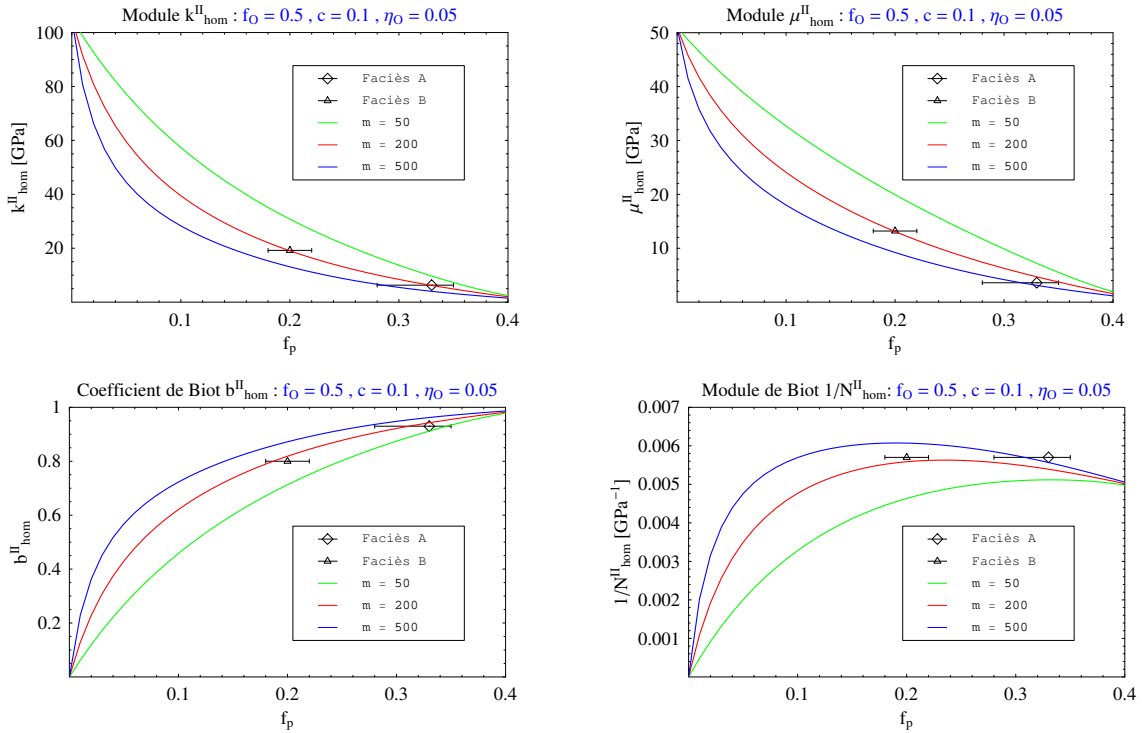 Module k^II_hom : f_O = 0.5 , c = 0.1 , η_O = 0.05
100
80
60
40
20
k^II_hom [GPa]
Faciès A
Faciès B
m = 50
m = 200
m = 500
0.1 0.2 0.3 0.4
f_p
Module μ^II_hom : f_O = 0.5 , c = 0.1 , η_O = 0.05
50
40
30
20
10
μ^II_hom [GPa]
Faciès A
Faciès B
m = 50
m = 200
m = 500
0.1 0.2 0.3 0.4
f_p
Coefficient de Biot b^II_hom : f_O = 0.5 , c = 0.1 , η_O = 0.05
1
0.8
0.6
0.4
0.2
b^II_hom
Faciès A
Faciès B
m = 50
m = 200
m = 500
0.1 0.2 0.3 0.4
f_p
Module de Biot 1/N^II_hom: f_O = 0.5 , c = 0.1 , η_O = 0.05
0.007
0.006
0.005
0.004
0.003
0.002
0.001
1/N^II_hom [GPa^−1]
Faciès A
Faciès B
m = 50
m = 200
m = 500
0.1 0.2 0.3 0.4
f_p